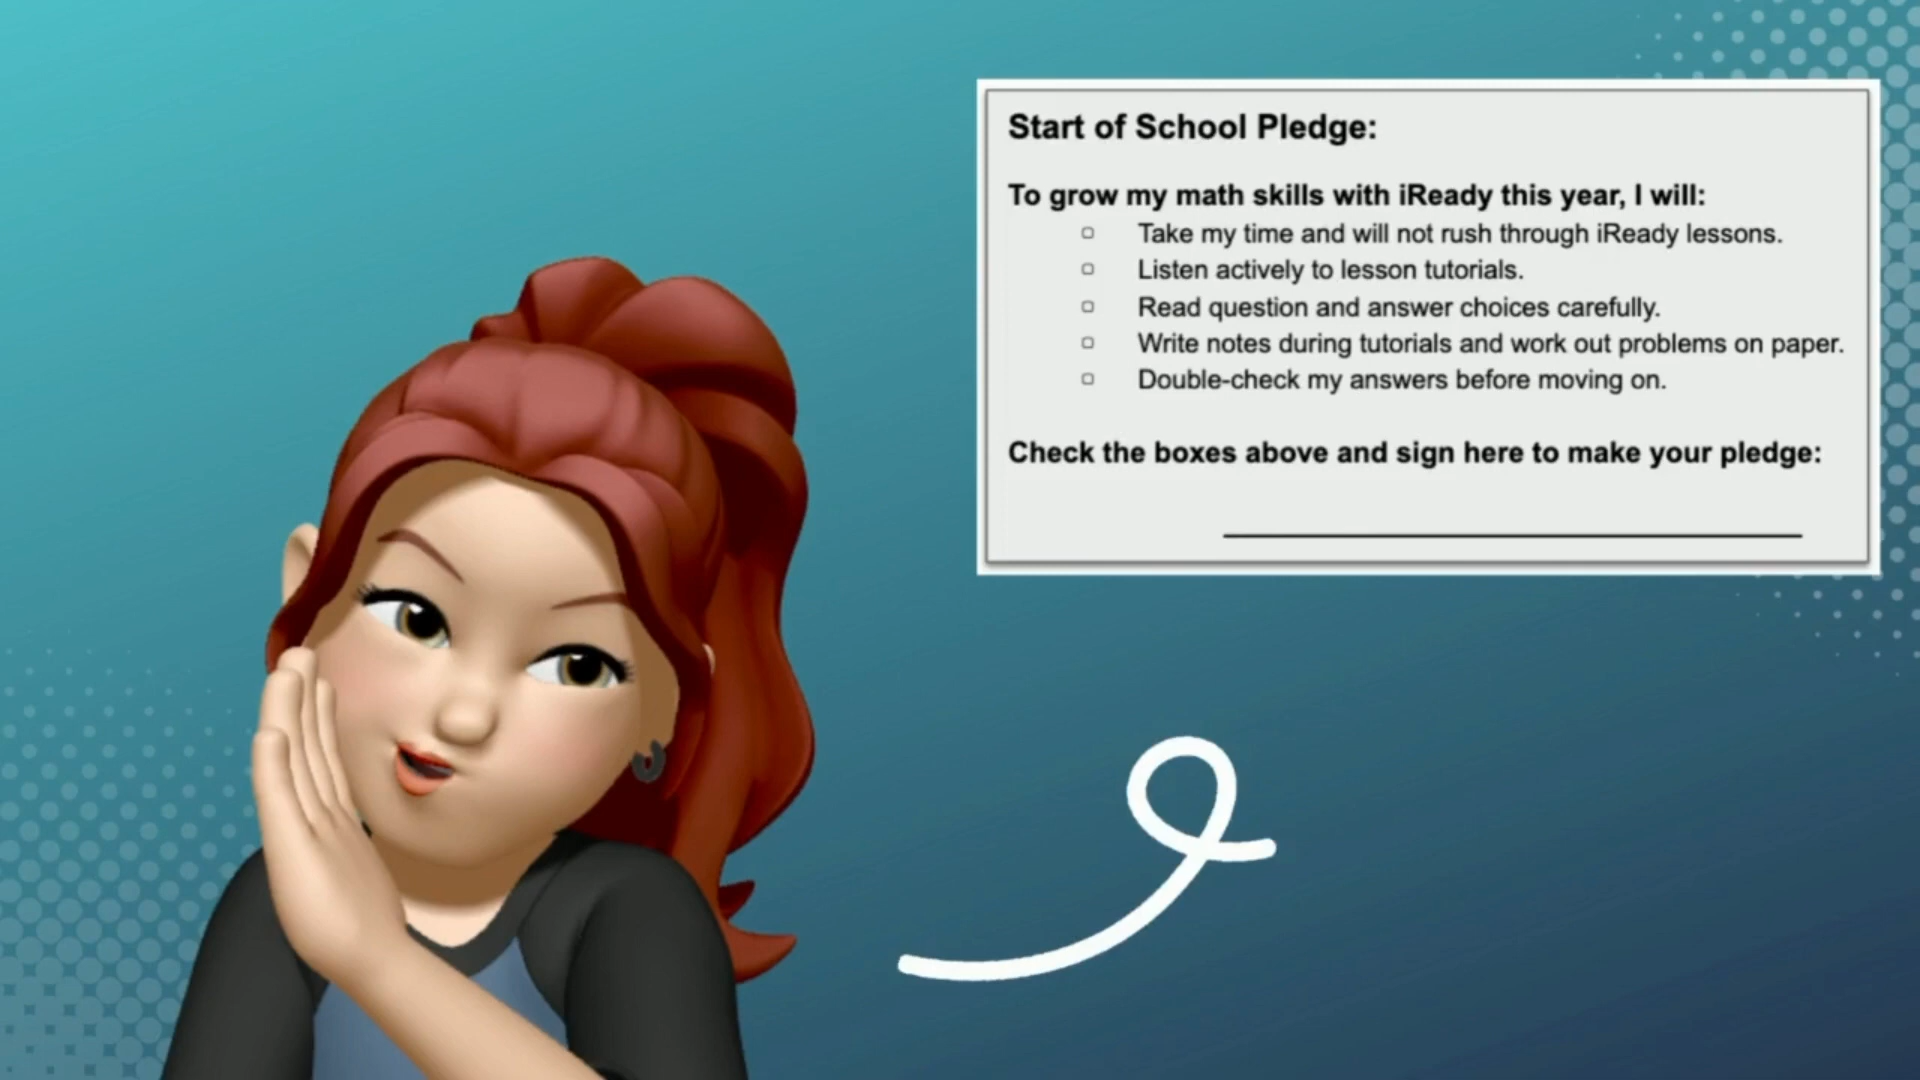 Start of School Pledge:
To grow my math skills with iReady this year, I will:
Take my time and will not rush through iReady lessons.
Listen actively to lesson tutorials.
Read question and answer choices carefully.
Write notes during tutorials and work out problems on paper.
Double-check my answers before moving on.
Check the boxes above and sign here to make your pledge: